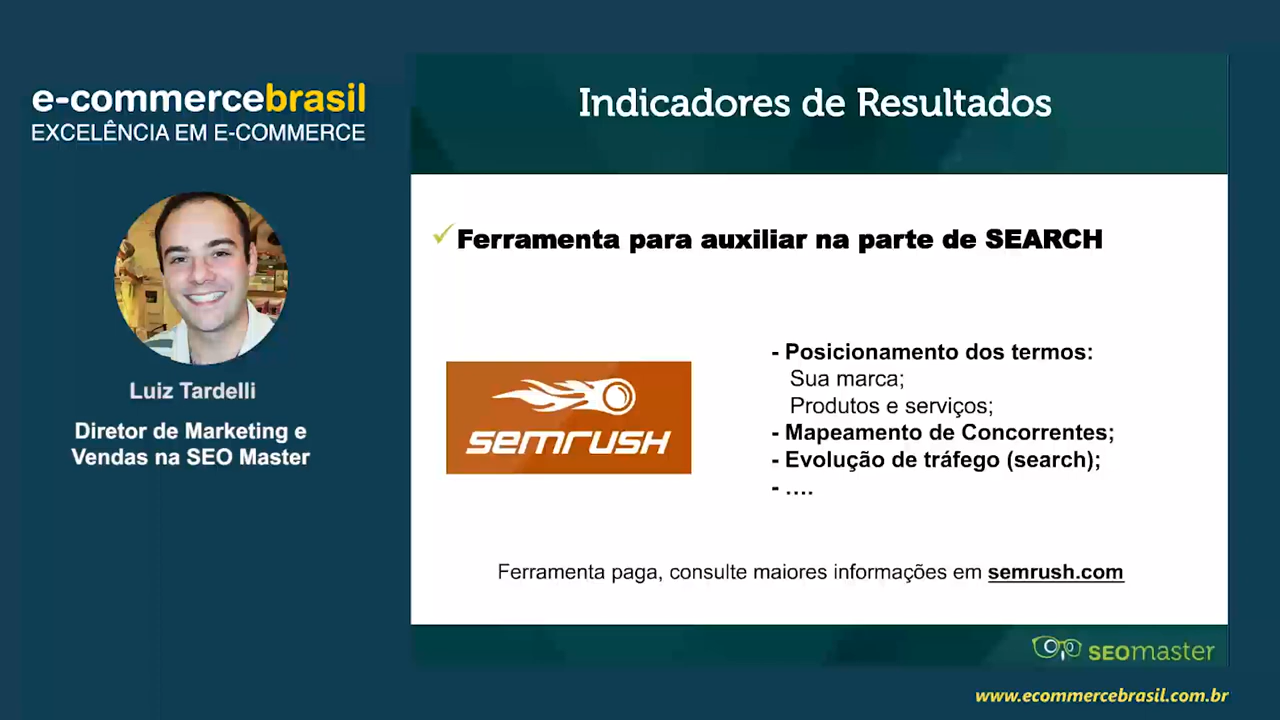 e-commercebrasil
EXCELÊNCIA EM E-COMMERCE
Luiz Tardelli
Diretor de Marketing e
Vendas na SEO Master
Indicadores de Resultados
Ferramenta para auxiliar na parte de SEARCH
semrush
- Posicionamento dos termos:
Sua marca;
Produtos e serviços;
- Mapeamento de Concorrentes;
- Evolução de tráfego (search);
- ....
Ferramenta paga, consulte maiores informações em semrush.com
SEOmaster
www.ecommercebrasil.com.br